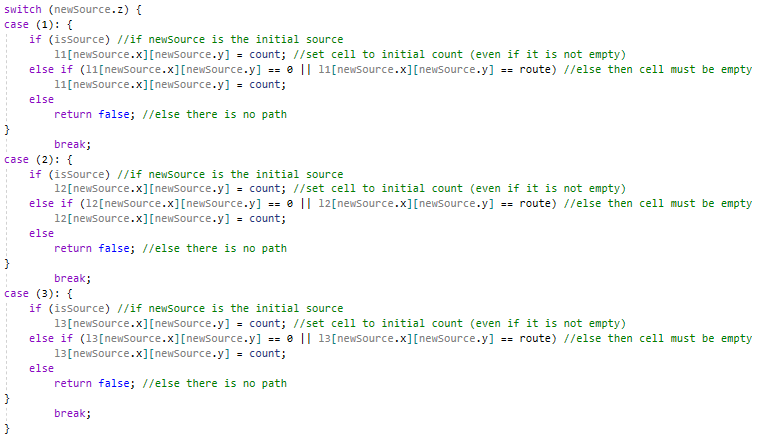 switch (newSource.z) {
case (1): {
    if (isSource) //if newSource is the initial source
        l1[newSource.x][newSource.y] = count; //set cell to initial count (even if it is not empty)
    else if (l1[newSource.x][newSource.y] == 0 || l1[newSource.x][newSource.y] == route) //else then cell must be empty
        l1[newSource.x][newSource.y] = count;
    else
        return false; //else there is no path
}
        break;
case (2): {
    if (isSource) //if newSource is the initial source
        l2[newSource.x][newSource.y] = count; //set cell to initial count (even if it is not empty)
    else if (l2[newSource.x][newSource.y] == 0 || l2[newSource.x][newSource.y] == route) //else then cell must be empty
        l2[newSource.x][newSource.y] = count;
    else
        return false; //else there is no path
}
        break;
case (3): {
    if (isSource) //if newSource is the initial source
        l3[newSource.x][newSource.y] = count; //set cell to initial count (even if it is not empty)
    else if (l3[newSource.x][newSource.y] == 0 || l3[newSource.x][newSource.y] == route) //else then cell must be empty
        l3[newSource.x][newSource.y] = count;
    else
        return false; //else there is no path
}
        break;
}